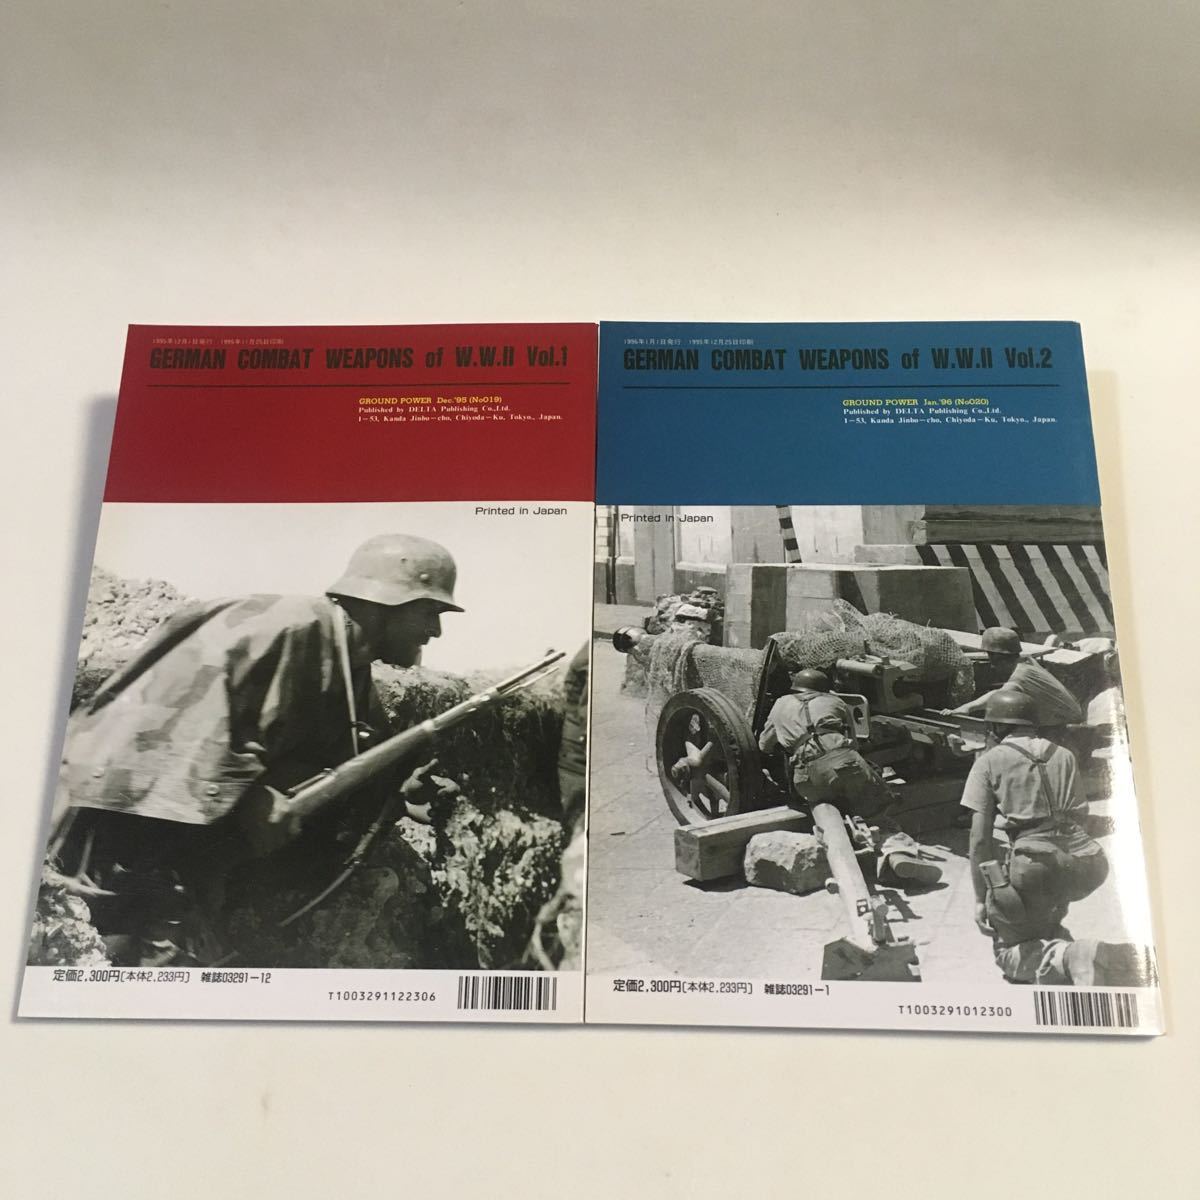 1995年12月1日発行 1995年11月25日印刷
GERMAN COMBAT WEAPONS of W.W.II Vol.1
GROUND POWER Dec.'95 (No019)
Published by DELTA Publishing Co.,Ltd.
1-53, Kanda Jinbo-cho, Chiyoda-Ku, Tokyo., Japan.
Printed in Japan
定価2,300円(本体2,233円) 雑誌03291-12
T1003291122306
1996年1月1日発行 1995年12月25日印刷
GERMAN COMBAT WEAPONS of W.W.II Vol.2
GROUND POWER Jan.'96 (No020)
Published by DELTA Publishing Co.,Ltd.
1-53, Kanda Jinbo-cho, Chiyoda-Ku, Tokyo., Japan.
Printed in Japan
定価2,300円(本体2,233円) 雑誌03291-1
T1003291012300